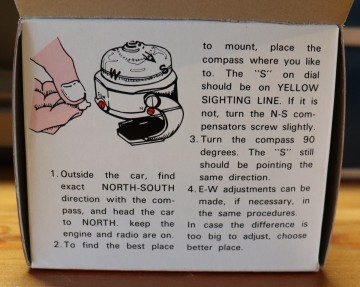 W S
1. Outside the car, find
exact NORTH-SOUTH
direction with the com-
pass, and head the car
to NORTH. keep the
engine and radio are on.
2. To find the best place
to mount, place the
compass where you like
to. The "S" on dial
should be on YELLOW
SIGHTING LINE. If it is
not, turn the N-S com-
pensators screw slightly.
3. Turn the compass 90
degrees. The "S" still
should be pointing the
same direction.
4. E-W adjustments can be
made, if necessary, in
the same procedures.
In case the difference is
too big to adjust, choose
better place.